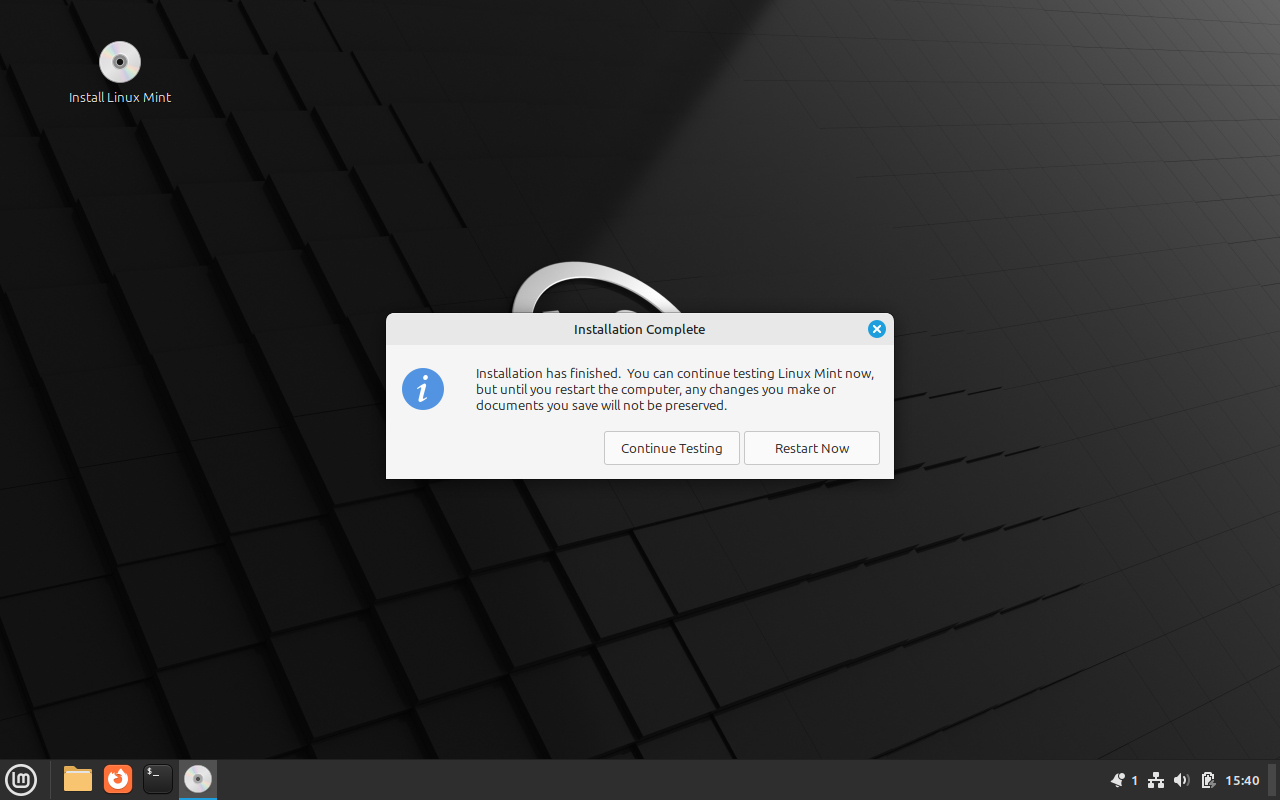 Install Linux Mint
Installation Complete
Installation has finished.  You can continue testing Linux Mint now,
but until you restart the computer, any changes you make or
documents you save will not be preserved.
Continue Testing
Restart Now
$_
1
15:40